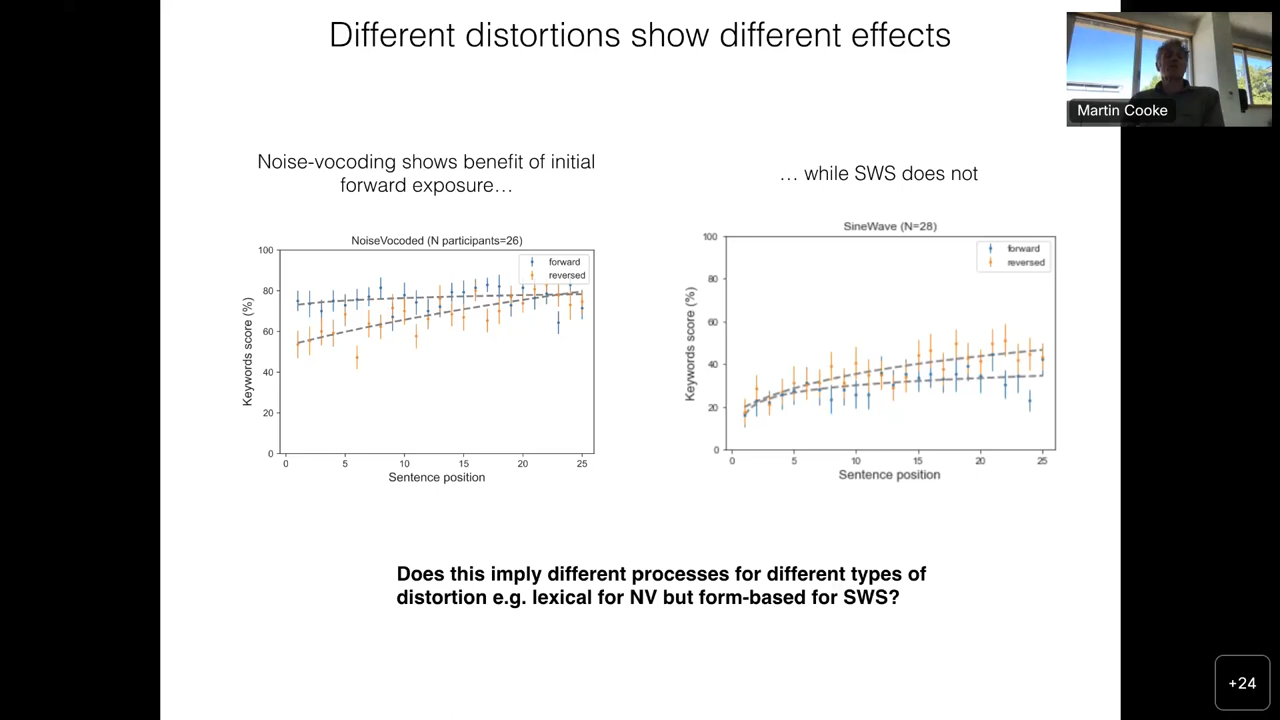 Different distortions show different effects
Martin Cooke
Noise-vocoding shows benefit of initial
forward exposure…
… while SWS does not
NoiseVocoded (N participants=26)
100
80
60
40
20
0
Keywords score (%)
forward
reversed
0 5 10 15 20 25
Sentence position
SineWave (N=28)
100
80
60
40
20
0
Keywords score (%)
forward
reversed
0 5 10 15 20 25
Sentence position
Does this imply different processes for different types of
distortion e.g. lexical for NV but form-based for SWS?
+24